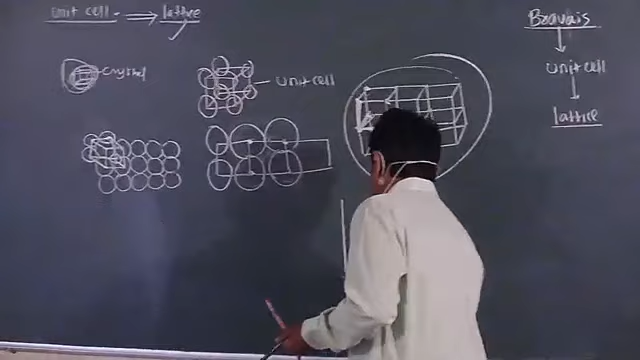 unit cell. ⟹ lattice
crystal
unit cell
Bravais
↓
unit cell
↓
lattice